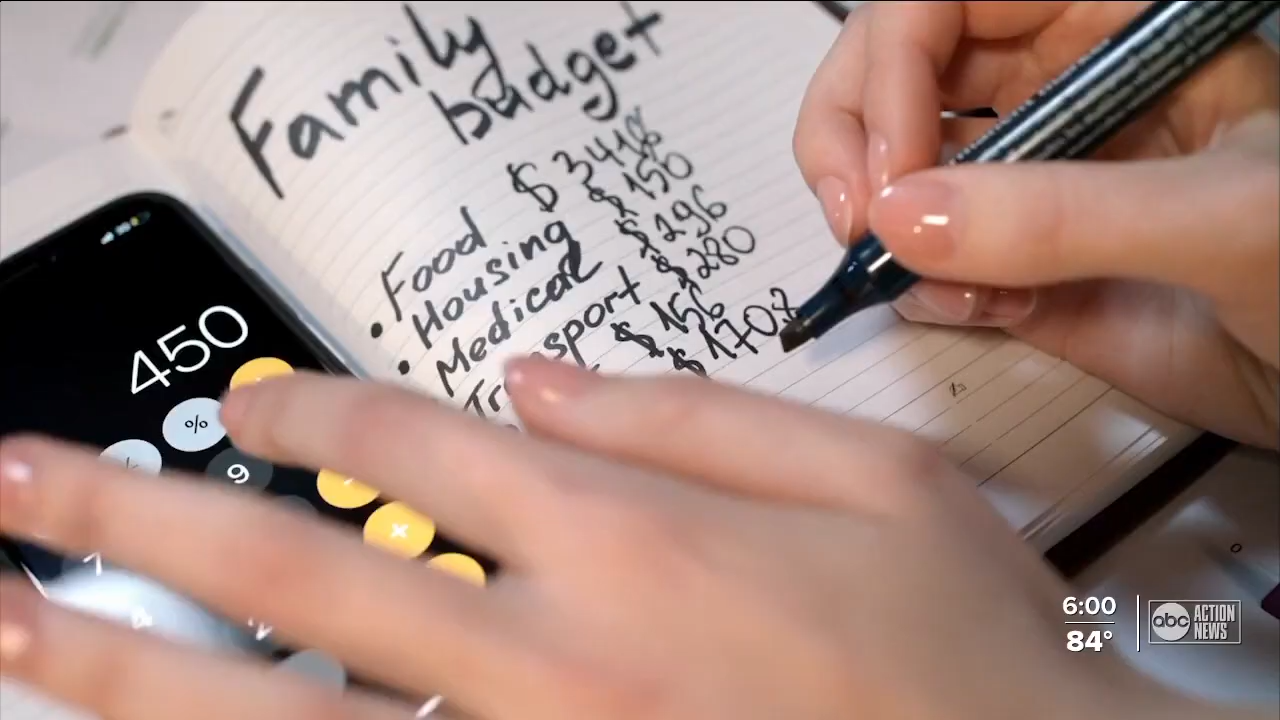 Family
budget
Food $ 3418
• Housing $ 150
• Medical $ 296
Transport $ 280
$ 156
$ 1708
450
%
9
+
6:00
84°
abc ACTION
NEWS